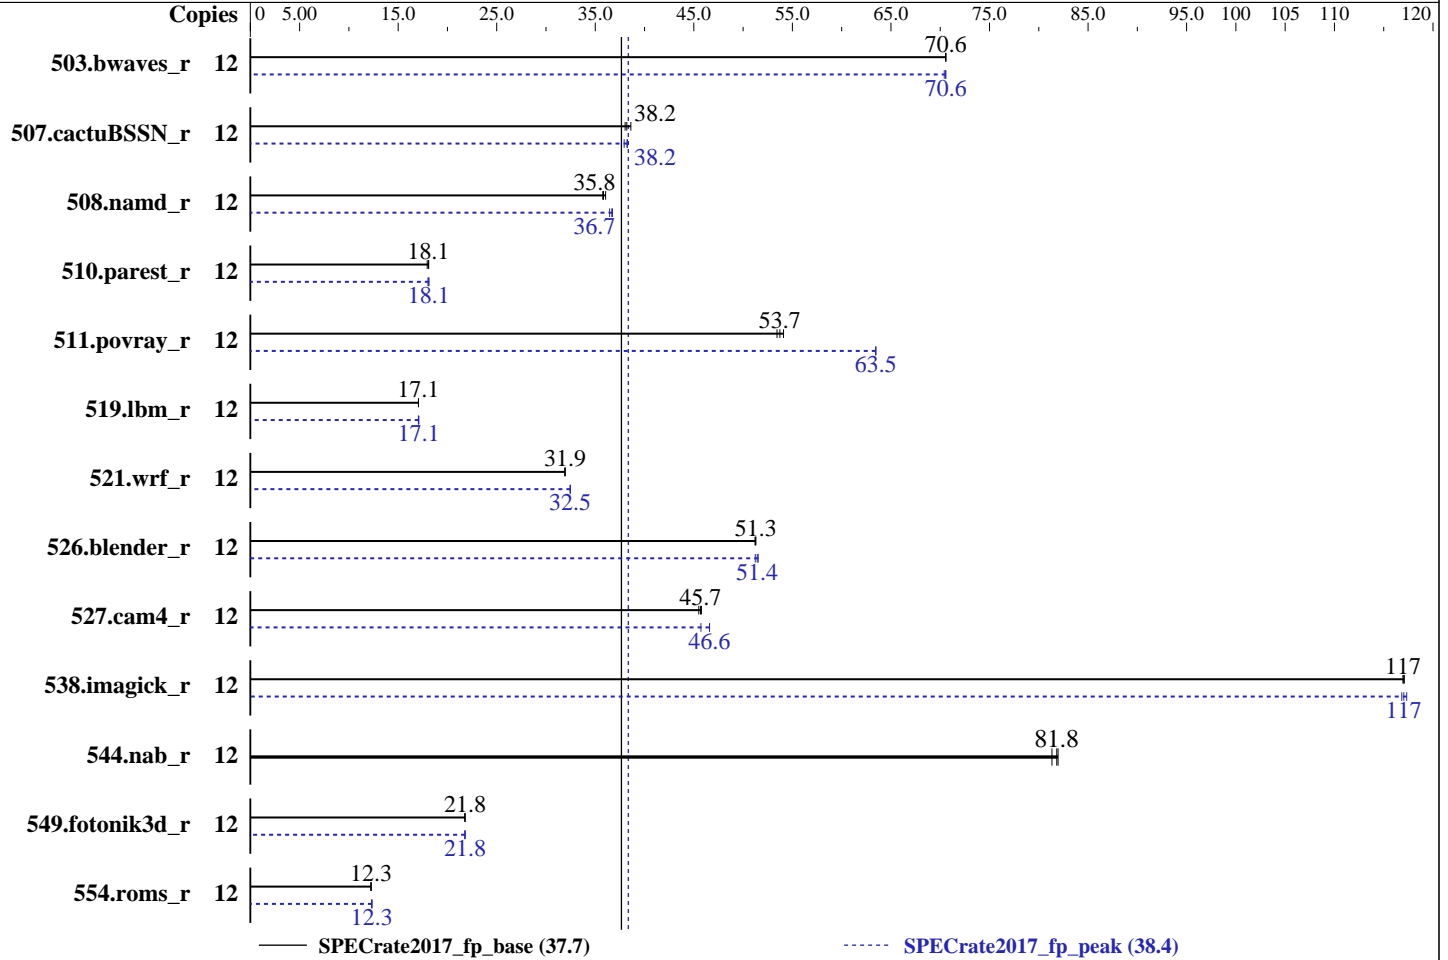 Copies 0 5.00 15.0 25.0 35.0 45.0 55.0 65.0 75.0 85.0 95.0 100 105 110 120
70.6
503.bwaves_r 12
70.6
38.2
507.cactuBSSN_r 12
38.2
35.8
508.namd_r 12
36.7
18.1
510.parest_r 12
18.1
53.7
511.povray_r 12
63.5
17.1
519.lbm_r 12
17.1
31.9
521.wrf_r 12
32.5
51.3
526.blender_r 12
51.4
45.7
527.cam4_r 12
46.6
117
538.imagick_r 12
117
81.8
544.nab_r 12
21.8
549.fotonik3d_r 12
21.8
12.3
554.roms_r 12
12.3
SPECrate2017_fp_base (37.7) SPECrate2017_fp_peak (38.4)